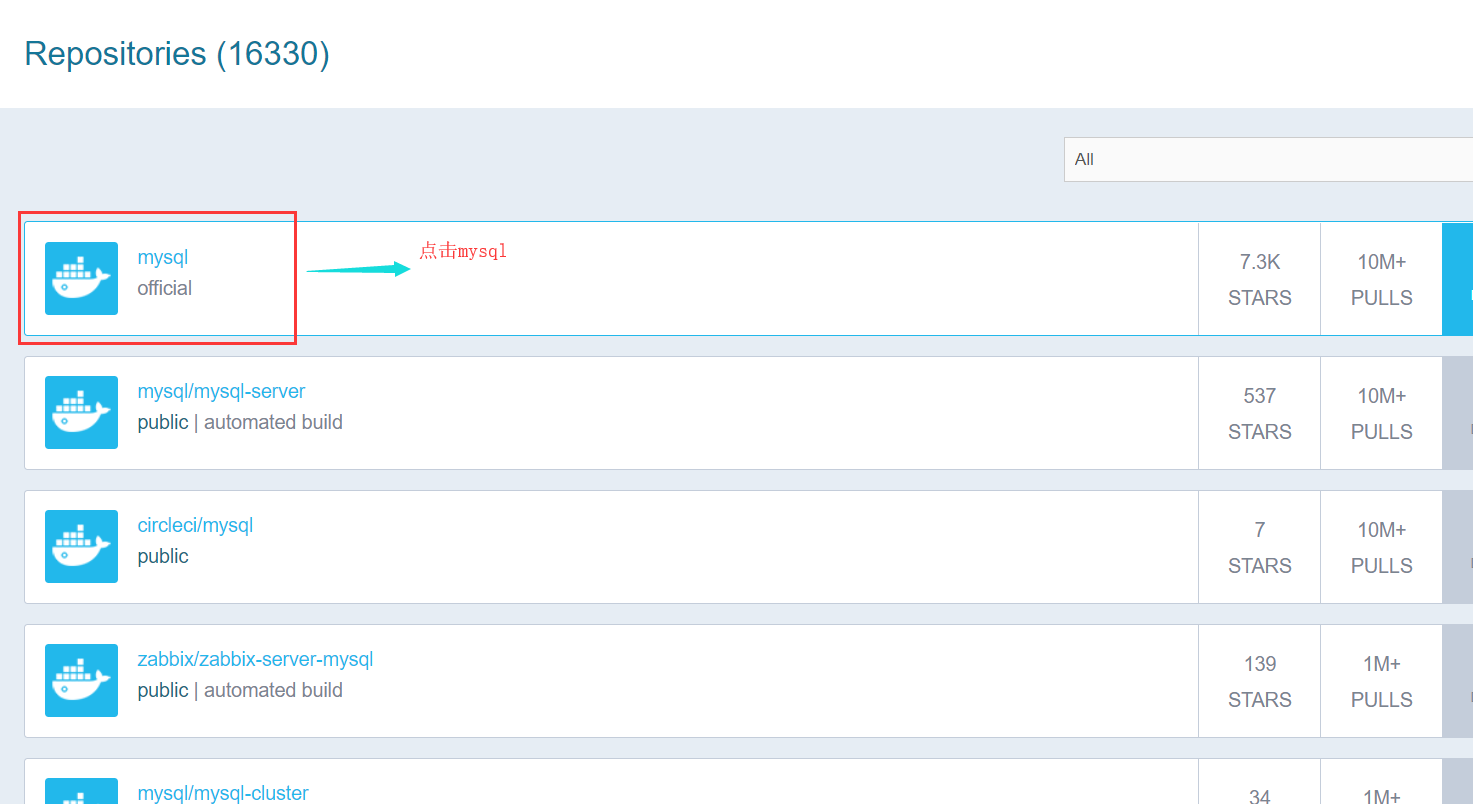 Repositories (16330)
All
mysql
official
点击mysql
7.3K
STARS
10M+
PULLS
mysql/mysql-server
public | automated build
537
STARS
10M+
PULLS
circleci/mysql
public
7
STARS
10M+
PULLS
zabbix/zabbix-server-mysql
public | automated build
139
STARS
1M+
PULLS
mysql/mysql-cluster
34
1M+